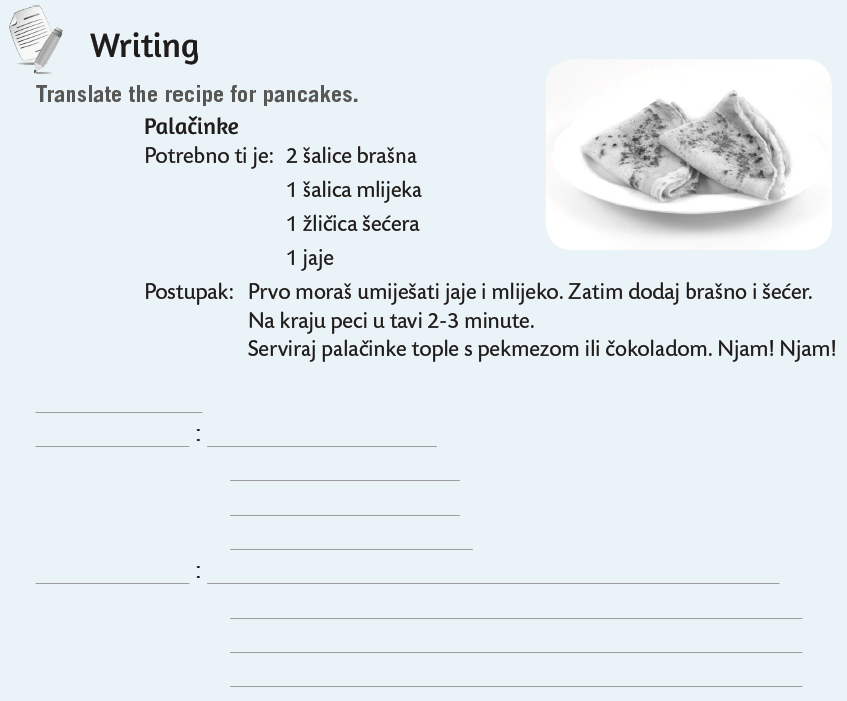 Writing
Translate the recipe for pancakes.
Palačinke
Potrebno ti je: 2 šalice brašna
1 šalica mlijeka
1 žličica šećera
1 jaje
Postupak: Prvo moraš umiješati jaje i mlijeko. Zatim dodaj brašno i šećer.
Na kraju peci u tavi 2-3 minute.
Serviraj palačinke tople s pekmezom ili čokoladom. Njam! Njam!
:
: